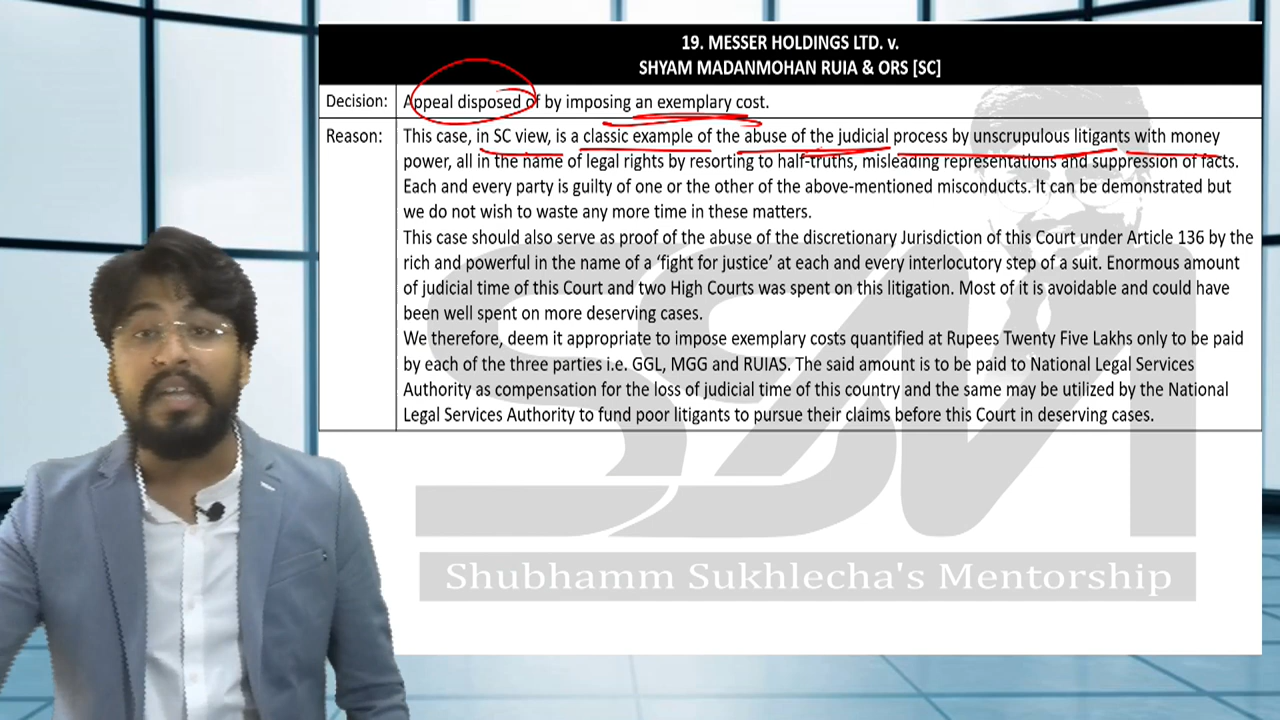 19. MESSER HOLDINGS LTD. v.
SHYAM MADANMOHAN RUIA & ORS [SC]
Decision: Appeal disposed of by imposing an exemplary cost.
Reason: This case, in SC view, is a classic example of the abuse of the judicial process by unscrupulous litigants with money
power, all in the name of legal rights by resorting to half-truths, misleading representations and suppression of facts.
Each and every party is guilty of one or the other of the above-mentioned misconducts. It can be demonstrated but
we do not wish to waste any more time in these matters.
This case should also serve as proof of the abuse of the discretionary Jurisdiction of this Court under Article 136 by the
rich and powerful in the name of a ‘fight for justice’ at each and every interlocutory step of a suit. Enormous amount
of judicial time of this Court and two High Courts was spent on this litigation. Most of it is avoidable and could have
been well spent on more deserving cases.
We therefore, deem it appropriate to impose exemplary costs quantified at Rupees Twenty Five Lakhs only to be paid
by each of the three parties i.e. GGL, MGG and RUIAS. The said amount is to be paid to National Legal Services
Authority as compensation for the loss of judicial time of this country and the same may be utilized by the National
Legal Services Authority to fund poor litigants to pursue their claims before this Court in deserving cases.
SSM
Shubhamm Sukhlecha's Mentorship